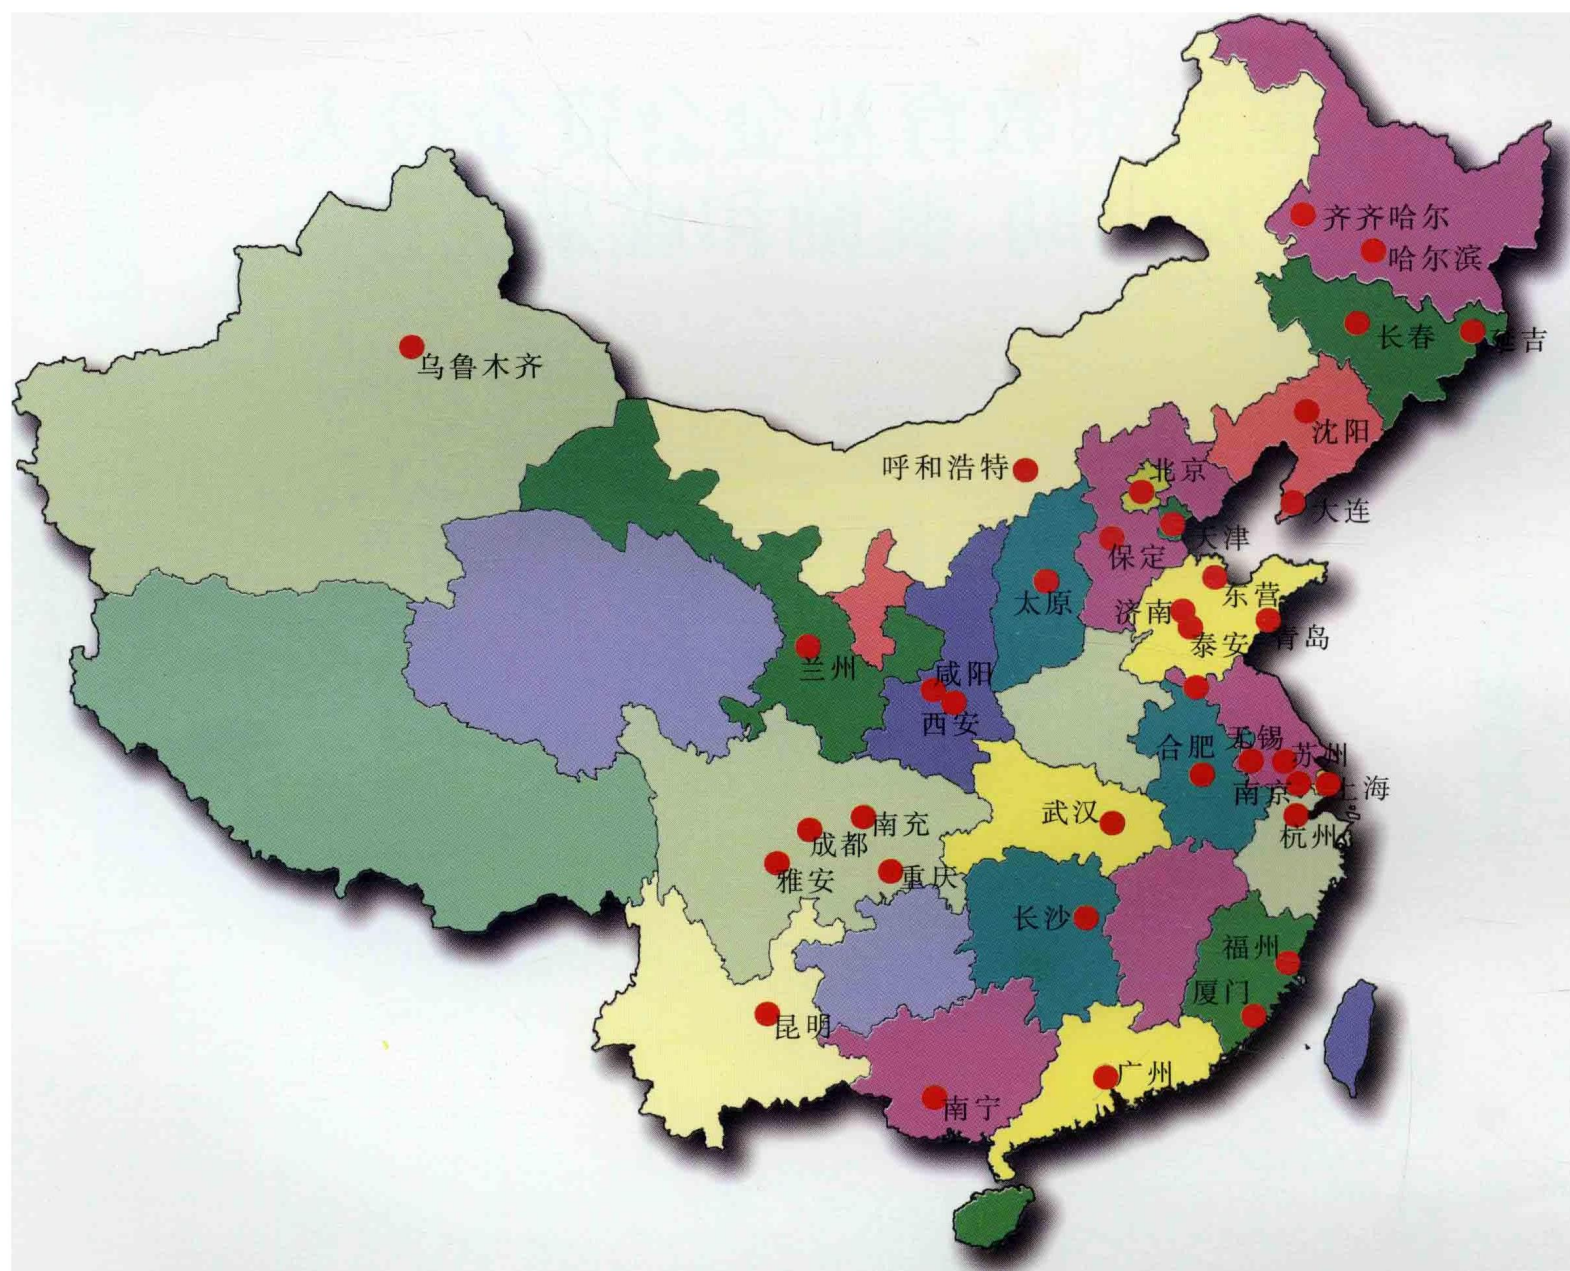 齐齐哈尔
哈尔滨
长春
延吉
乌鲁木齐
沈阳
呼和浩特
北京
大连
天津
保定
东营
太原
济南
青岛
泰安
兰州
咸阳
西安
无锡
合肥
苏州
南京
上海
武汉
南充
杭州
成都
雅安
重庆
长沙
福州
厦门
昆明
广州
南宁